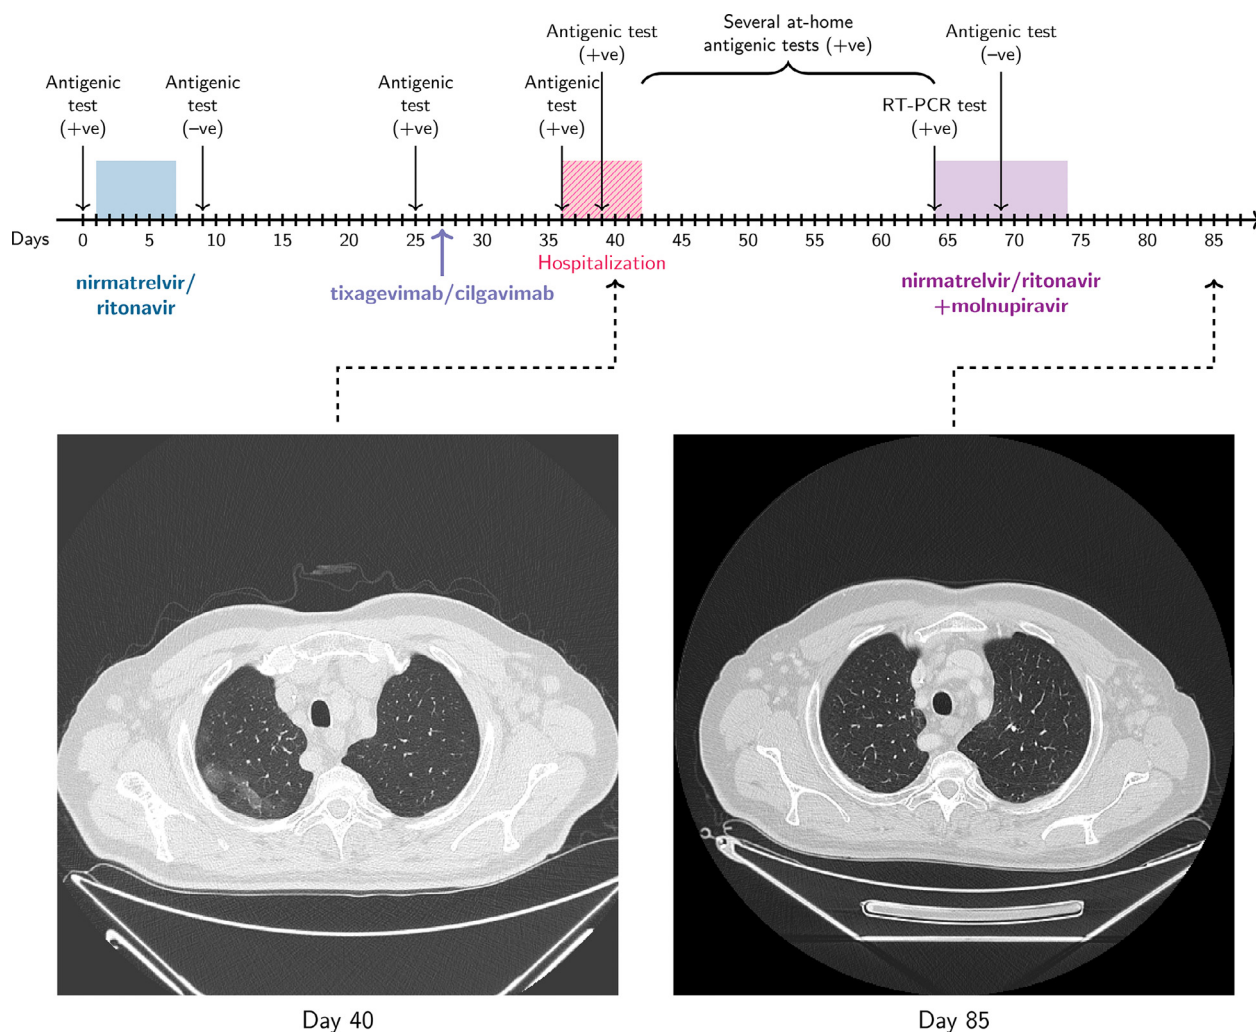 Antigenic test
(+ve)
Several at-home
antigenic tests (+ve)
Antigenic test
(–ve)
Antigenic
test
(+ve)
Antigenic
test
(–ve)
Antigenic
test
(+ve)
Antigenic
test
(+ve)
RT-PCR test
(+ve)
Days 0 5 10 15 20 25 30 35 40 45 50 55 60 65 70 75 80 85
Hospitalization
nirmatrelvir/
ritonavir
tixagevimab/cilgavimab
nirmatrelvir/ritonavir
+molnupiravir
Day 40
Day 85